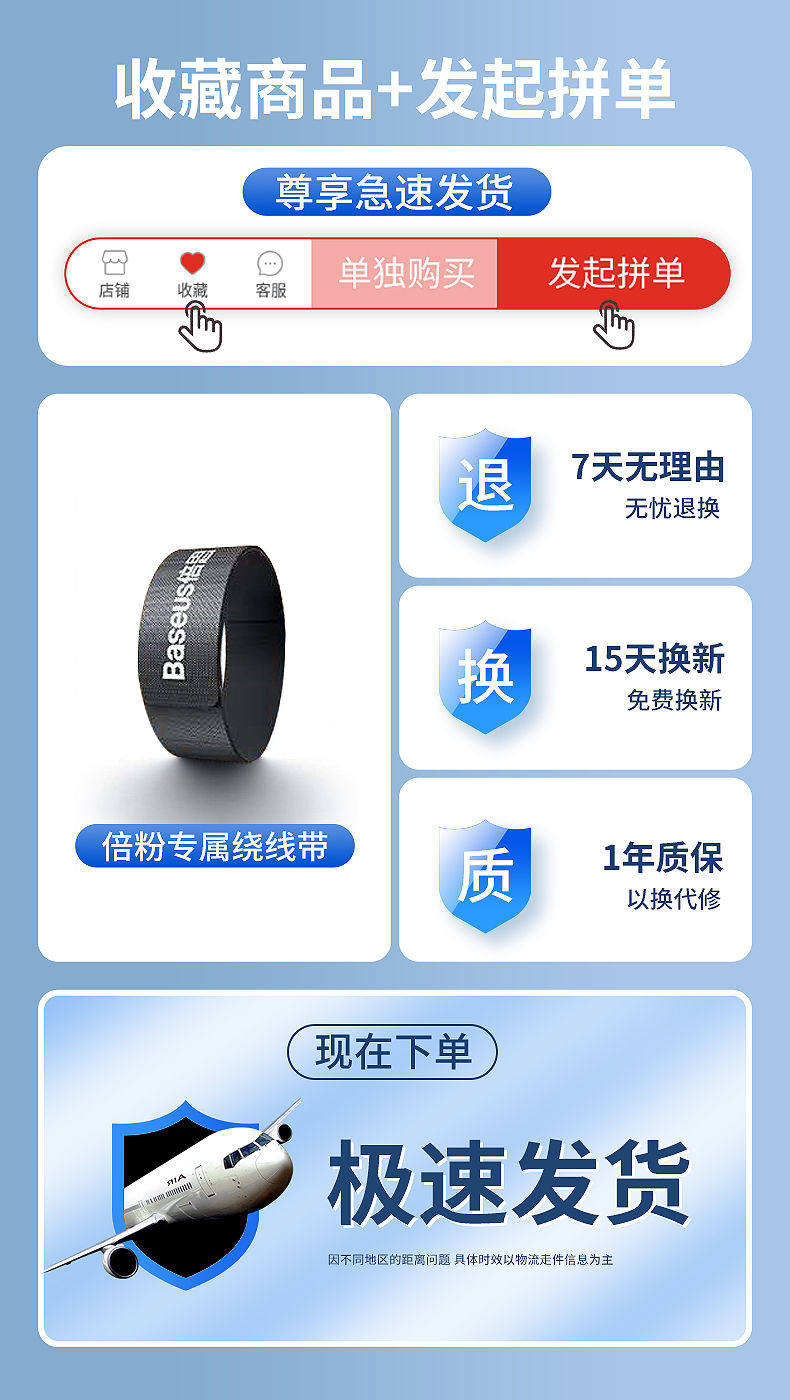 收藏商品+发起拼单
尊享急速发货
店铺
收藏
客服
单独购买
发起拼单
退
7天无理由
无忧退换
换
15天换新
免费换新
质
1年质保
以换代修
Baseus倍思
倍粉专属绕线带
现在下单
AIR
极速发货
因不同地区的距离问题 具体时效以物流走件信息为主